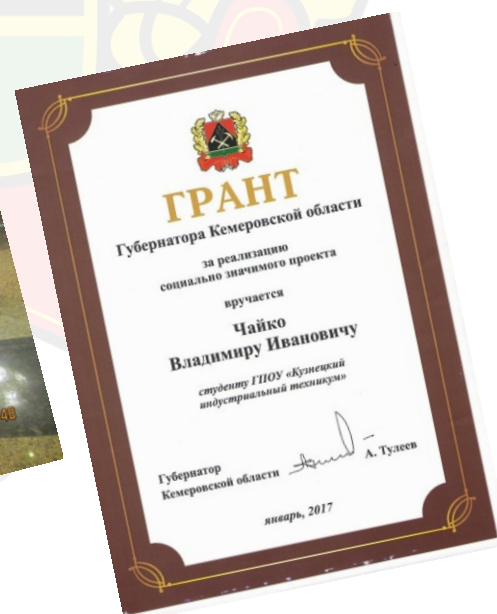 ГРАНТ
Губернатора Кемеровской области
за реализацию
социально значимого проекта
вручается
Чайко
Владимиру Ивановичу
студенту ГПОУ «Кузнецкий
индустриальный техникум»
Губернатор
Кемеровской области
А. Тулеев
январь, 2017